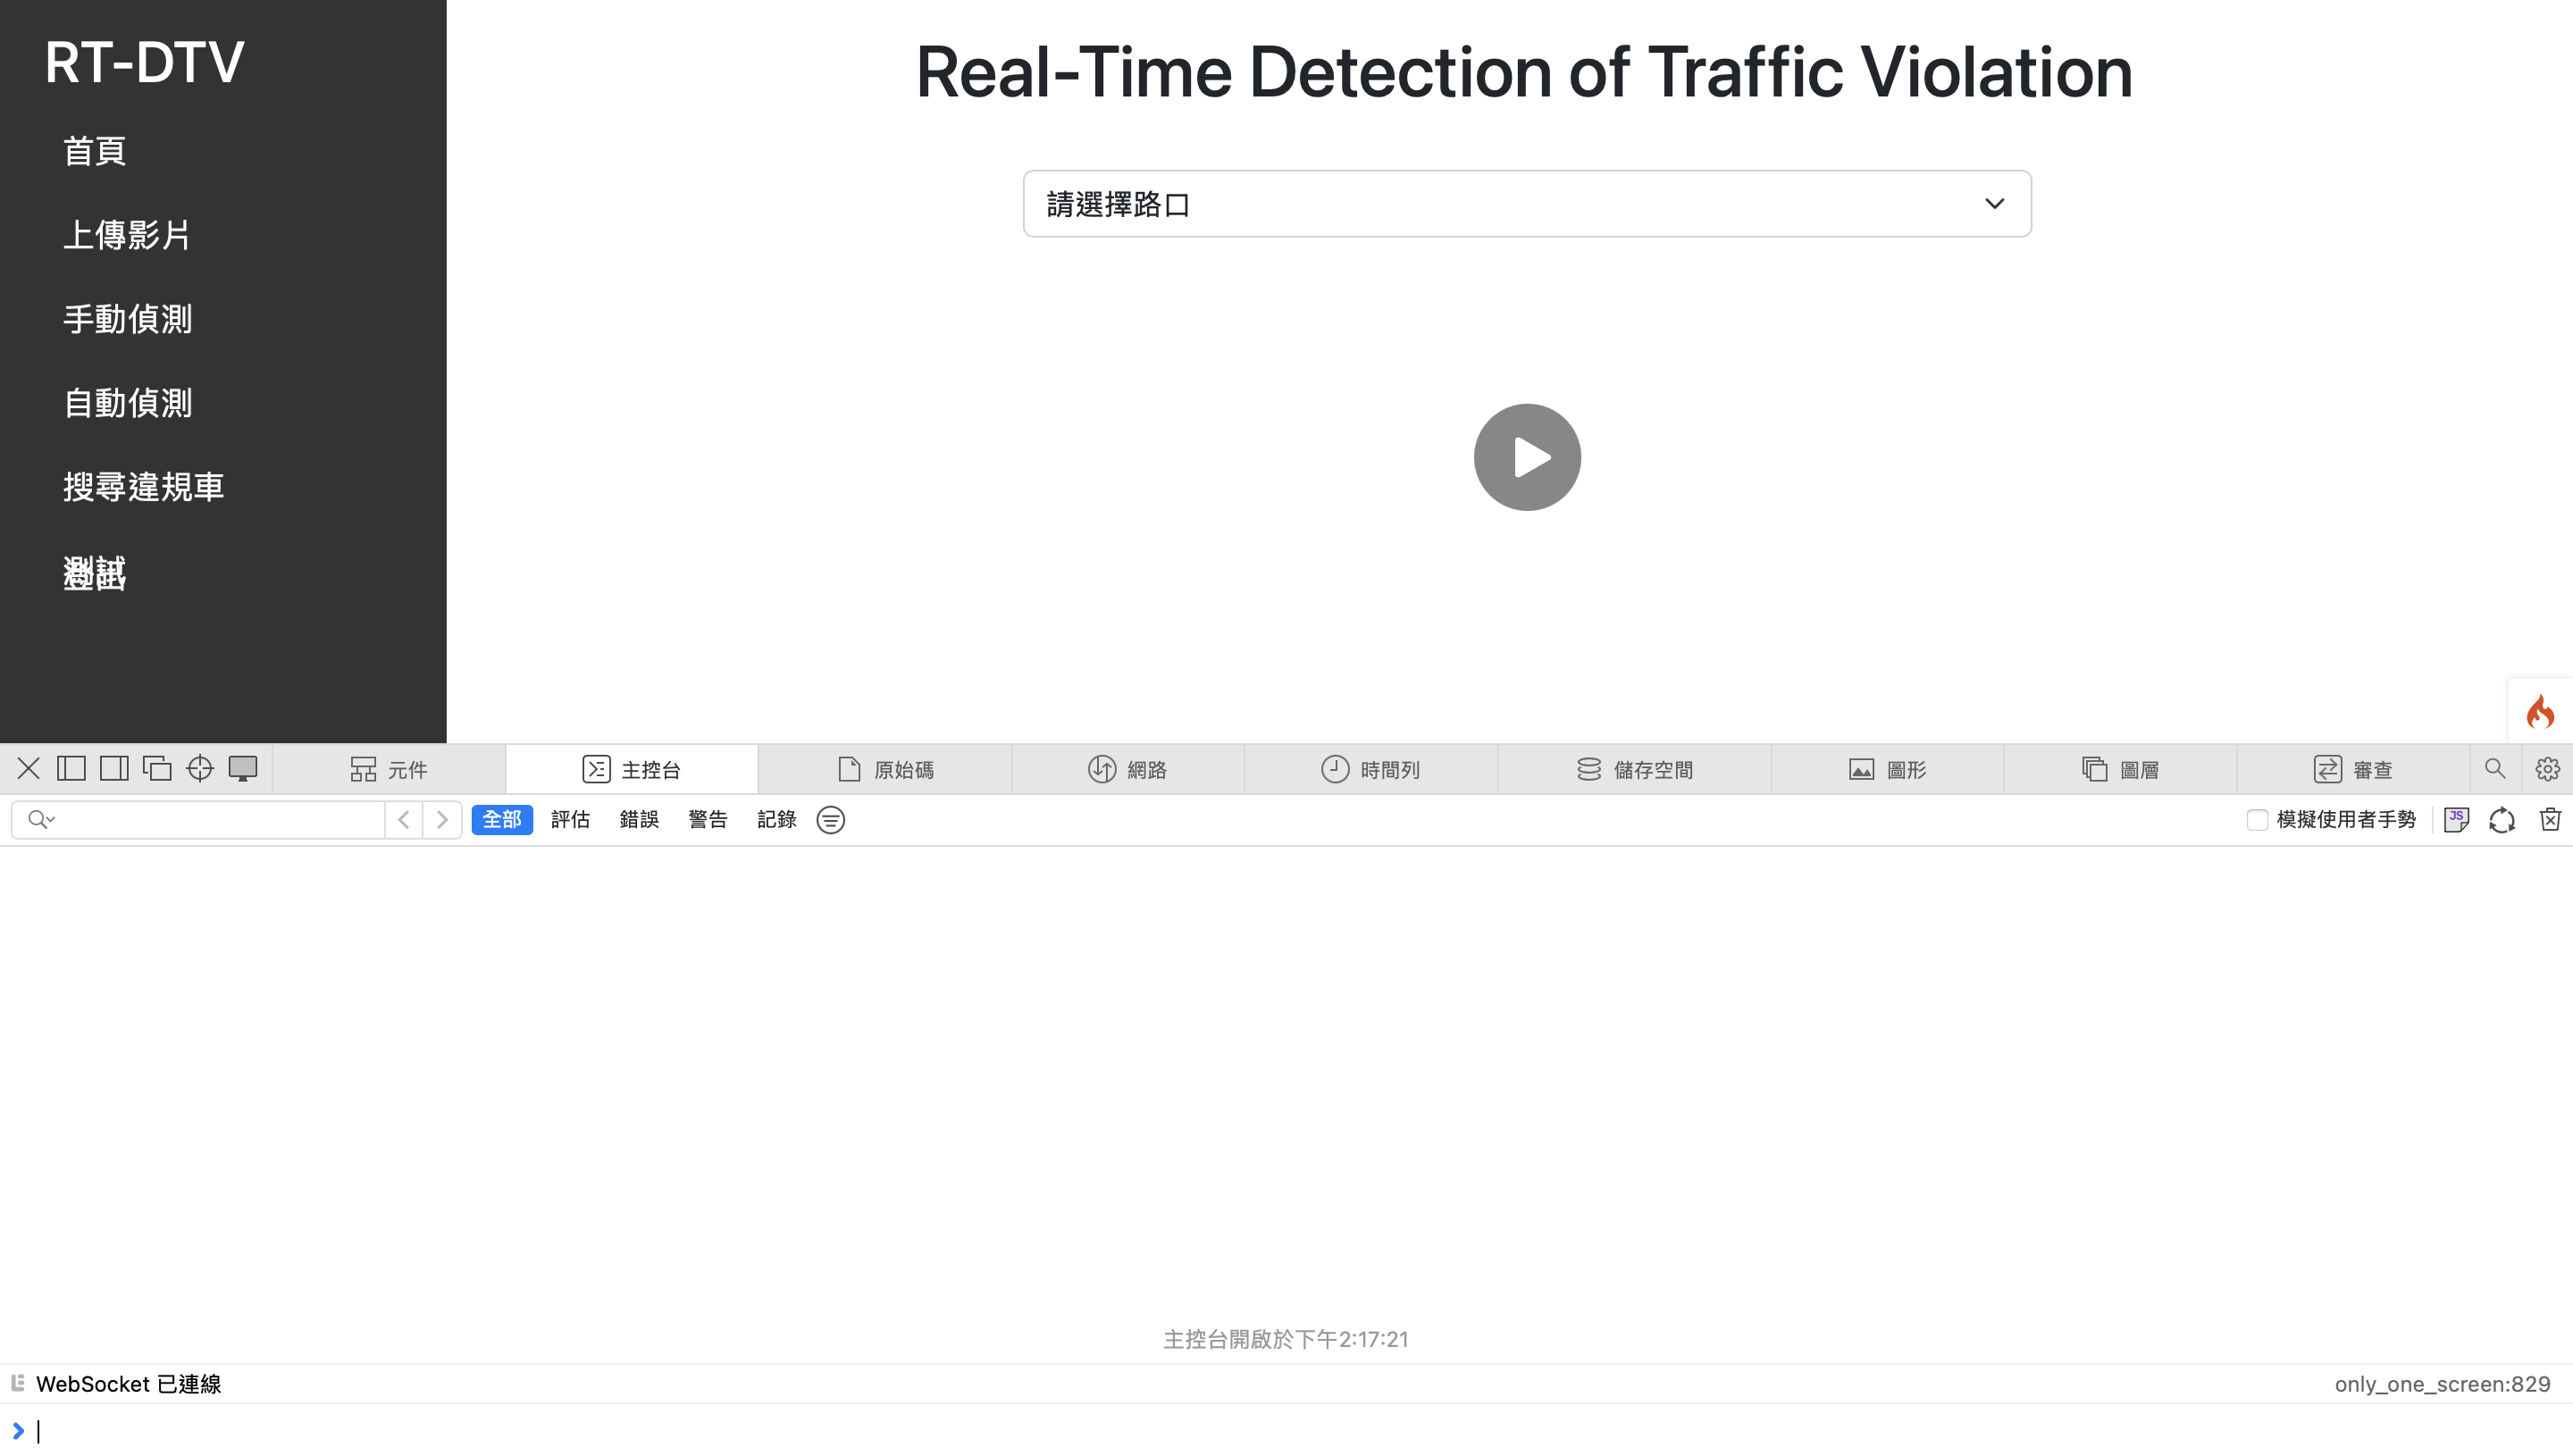 RT-DTV
首頁
上傳影片
手動偵測
自動偵測
搜尋違規車
Real-Time Detection of Traffic Violation
請選擇路口
元件
主控台
原始碼
網路
時間列
儲存空間
圖形
圖層
審查
全部
評估
錯誤
警告
記錄
模擬使用者手勢
JS
主控台開啟於下午2:17:21
WebSocket 已連線
only_one_screen:829